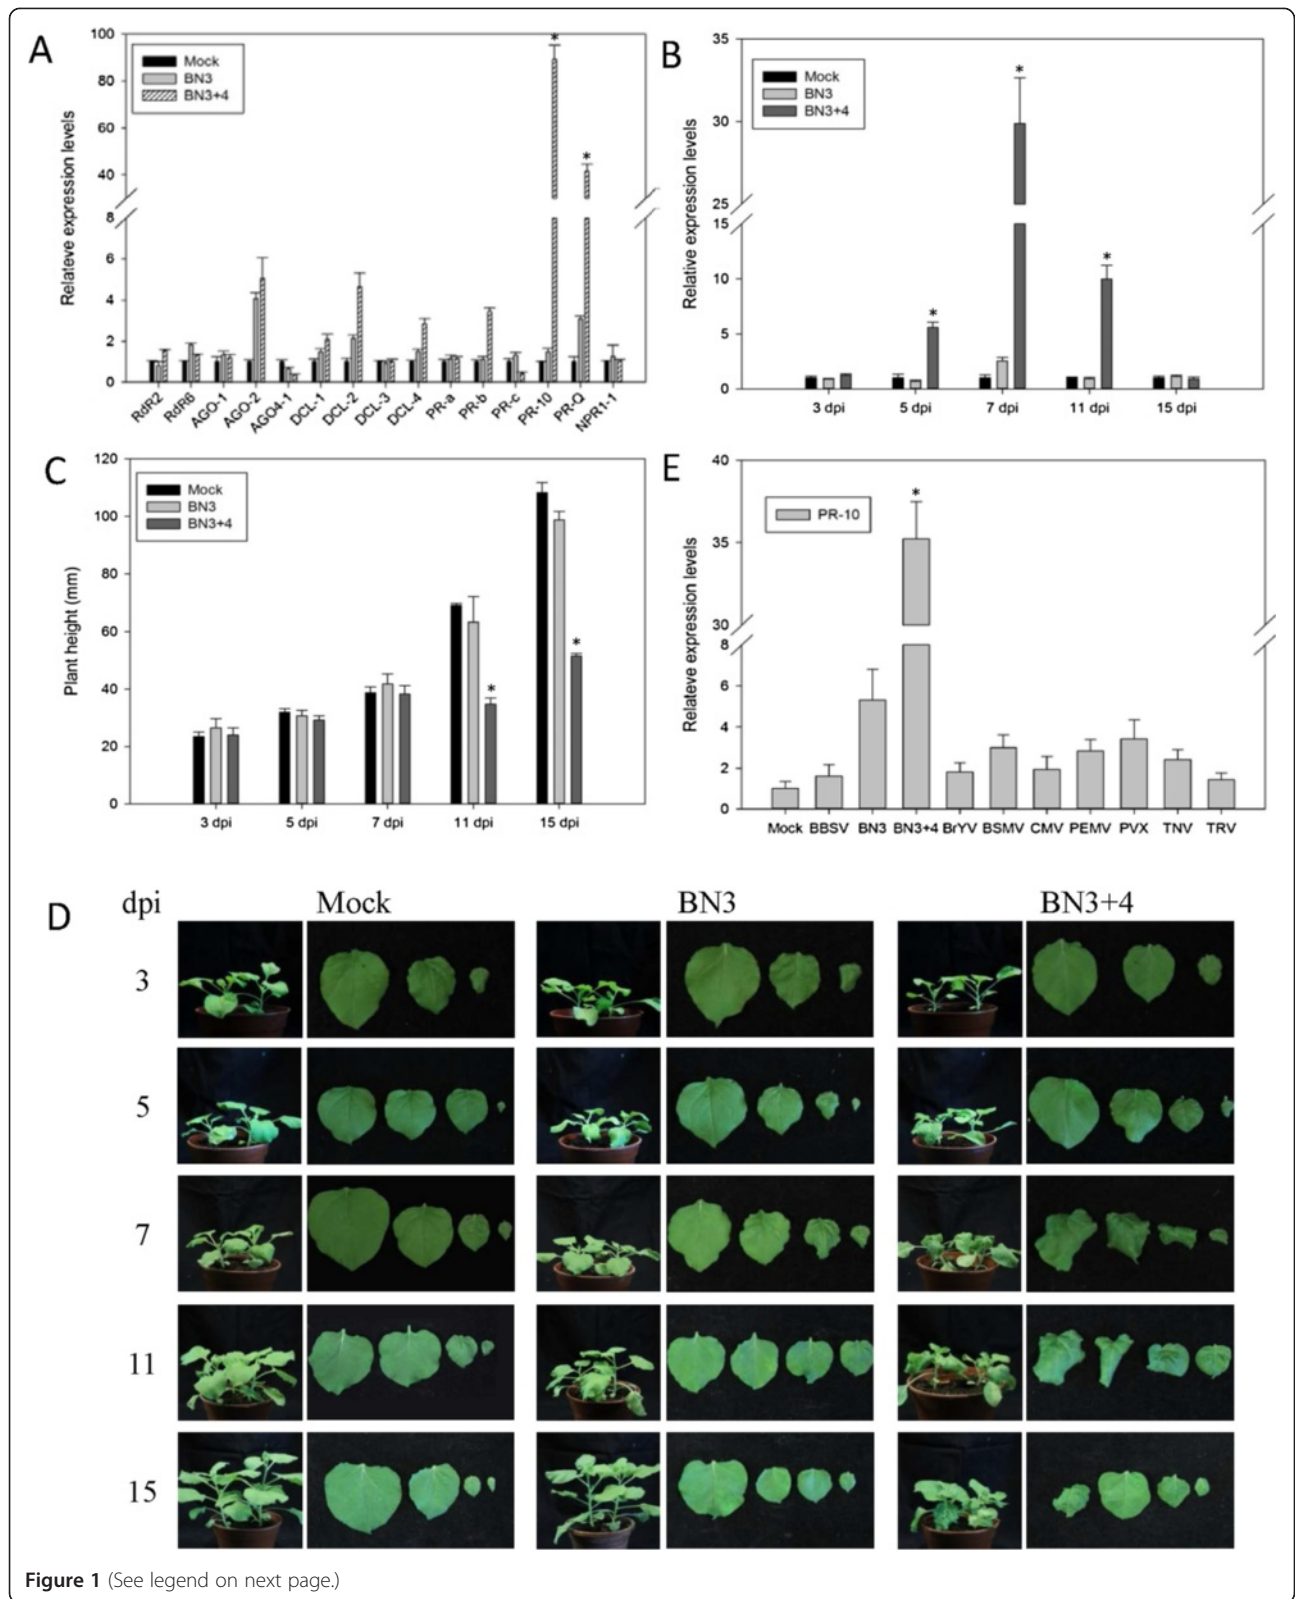 A
Relateve expression levels
100
80
60
40
8
6
4
2
0
Mock
BN3
BN3+4
*
*
RdR2 RdR6 AGO-1 AGO-2 AGO4-1 DCL-1 DCL-2 DCL-3 DCL-4 PR-a PR-b PR-c PR-10 PR-Q NPR1-1
B
Relative expression levels
35
30
25
15
10
5
0
Mock
BN3
BN3+4
*
*
*
3 dpi 5 dpi 7 dpi 11 dpi 15 dpi
C
Plant height (mm)
120
100
80
60
40
20
0
Mock
BN3
BN3+4
*
*
3 dpi 5 dpi 7 dpi 11 dpi 15 dpi
E
Relateve expression levels
40
35
30
8
6
4
2
0
PR-10
*
Mock BBSV BN3 BN3+4 BrYV BSMV CMV PEMV PVX TNV TRV
D
dpi Mock BN3 BN3+4
3
5
7
11
15
Figure 1 (See legend on next page.)